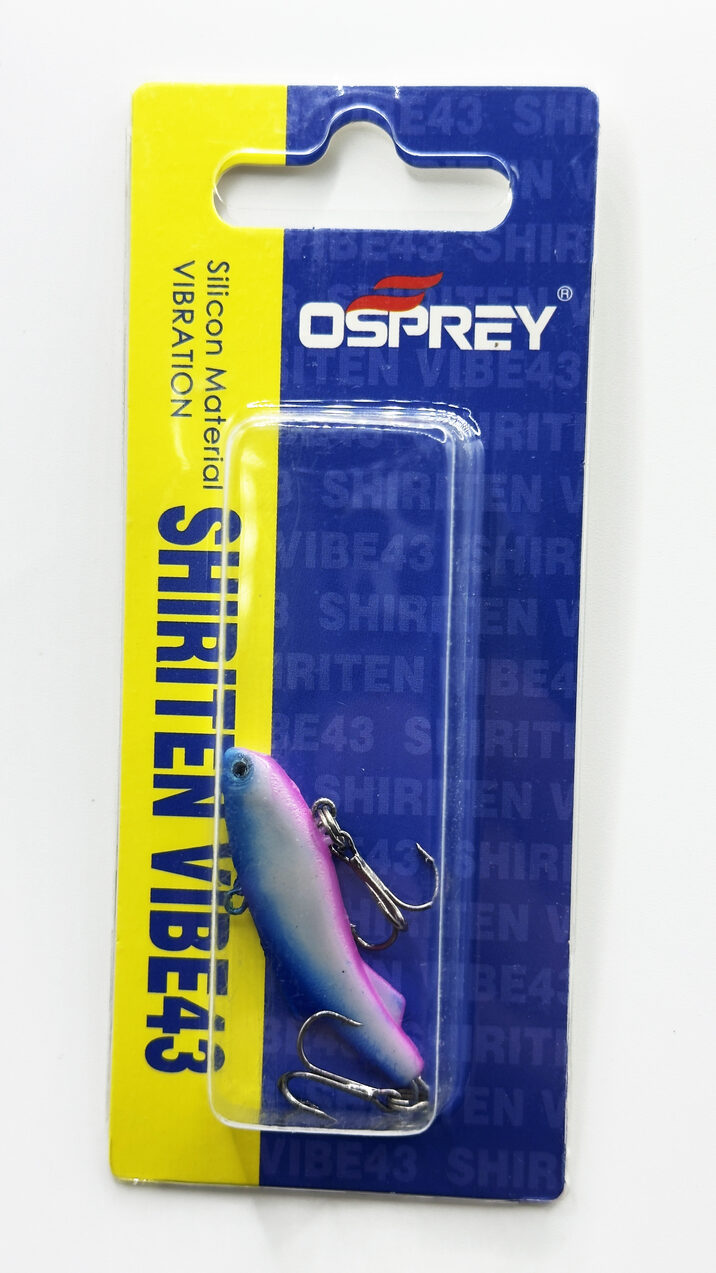 OSPREY®
Silicon Material
VIBRATION
SHIRITEN VIBE43